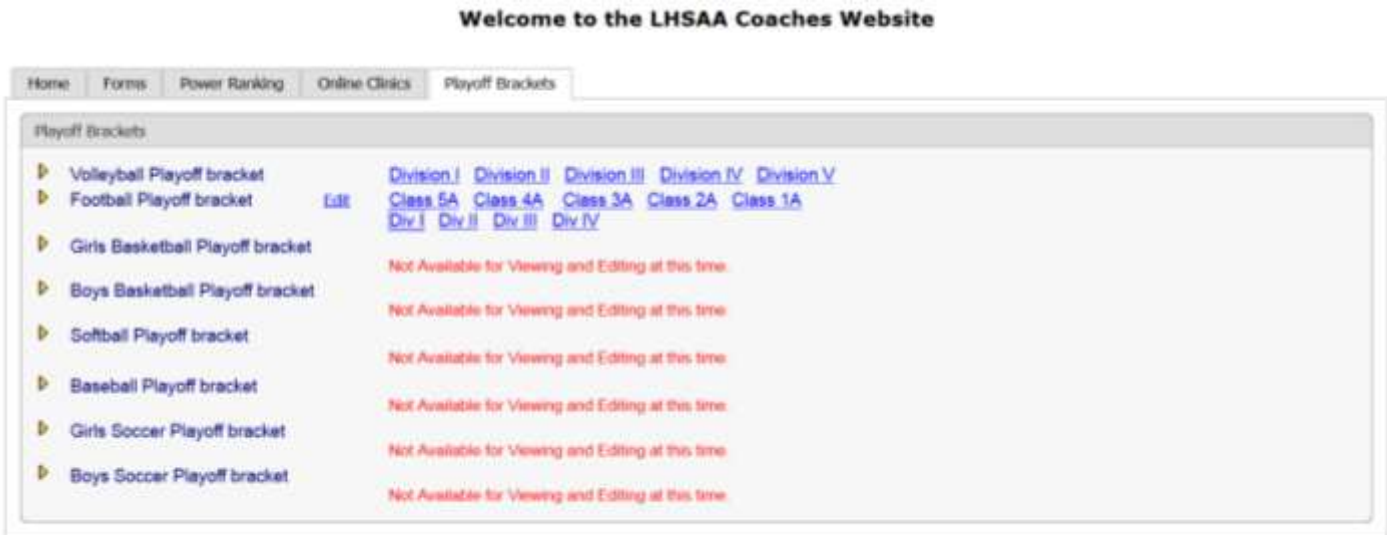 Welcome to the LHSAA Coaches Website
Home Forms Power Ranking Online Clinics Playoff Brackets
Playoff Brackets
Volleyball Playoff bracket Division I Division II Division III Division IV Division V
Football Playoff bracket Edit Class 5A Class 4A Class 3A Class 2A Class 1A
Div I Div II Div III Div IV
Girls Basketball Playoff bracket
Not Available for Viewing and Editing at this time.
Boys Basketball Playoff bracket
Not Available for Viewing and Editing at this time.
Softball Playoff bracket
Not Available for Viewing and Editing at this time.
Baseball Playoff bracket
Not Available for Viewing and Editing at this time.
Girls Soccer Playoff bracket
Not Available for Viewing and Editing at this time.
Boys Soccer Playoff bracket
Not Available for Viewing and Editing at this time.